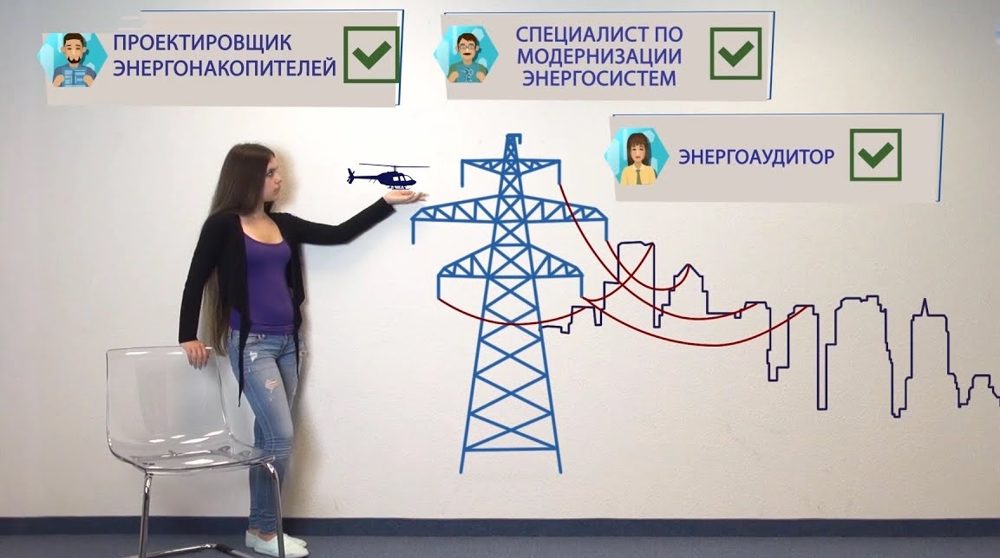 ПРОЕКТИРОВЩИК
ЭНЕРГОНАКОПИТЕЛЕЙ
СПЕЦИАЛИСТ ПО
МОДЕРНИЗАЦИИ
ЭНЕРГОСИСТЕМ
ЭНЕРГОАУДИТОР